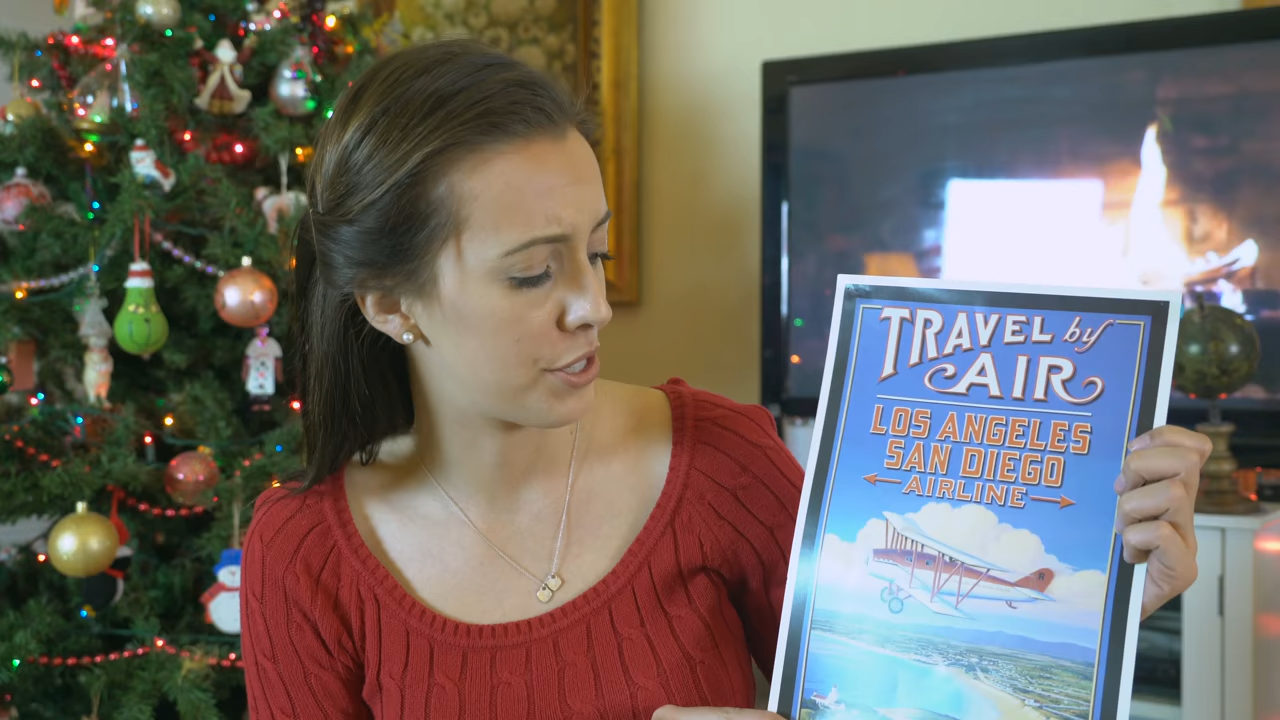 TRAVEL by
AIR
LOS ANGELES
SAN DIEGO
AIRLINE
R